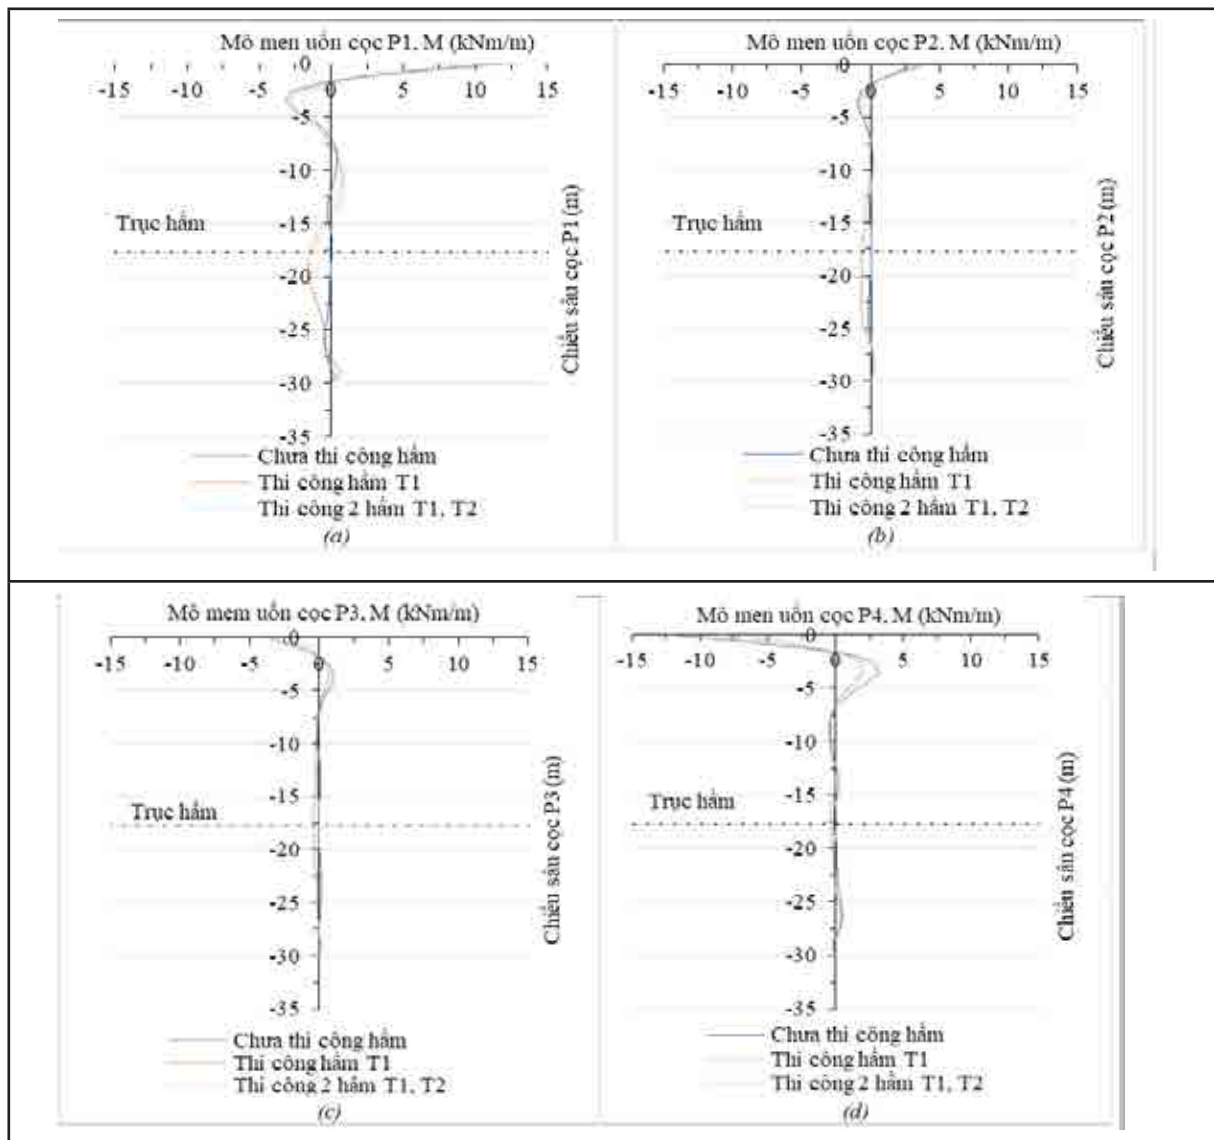 Mô men uốn cọc P1, M (kNm/m)
0
-15 -10 -5 0 5 10 15
-5
-10
-15
-20
-25
-30
-35
Trục hầm
Chiều sâu cọc P1 (m)
Chưa thi công hầm
Thi công hầm T1
Thi công 2 hầm T1, T2
(a)
Mô men uốn cọc P2, M (kNm/m)
0
-15 -10 -5 0 5 10 15
-5
-10
-15
-20
-25
-30
-35
Trục hầm
Chiều sâu cọc P2 (m)
Chưa thi công hầm
Thi công hầm T1
Thi công 2 hầm T1, T2
(b)
Mô mem uốn cọc P3, M (kNm/m)
0
-15 -10 -5 0 5 10 15
-5
-10
-15
-20
-25
-30
-35
Trục hầm
Chiều sâu cọc P3 (m)
Chưa thi công hầm
Thi công hầm T1
Thi công 2 hầm T1, T2
(c)
Mô men uốn cọc P4, M (kNm/m)
0
-15 -10 -5 0 5 10 15
-5
-10
-15
-20
-25
-30
-35
Trục hầm
Chiều sâu cọc P4 (m)
Chưa thi công hầm
Thi công hầm T1
Thi công 2 hầm T1, T2
(d)